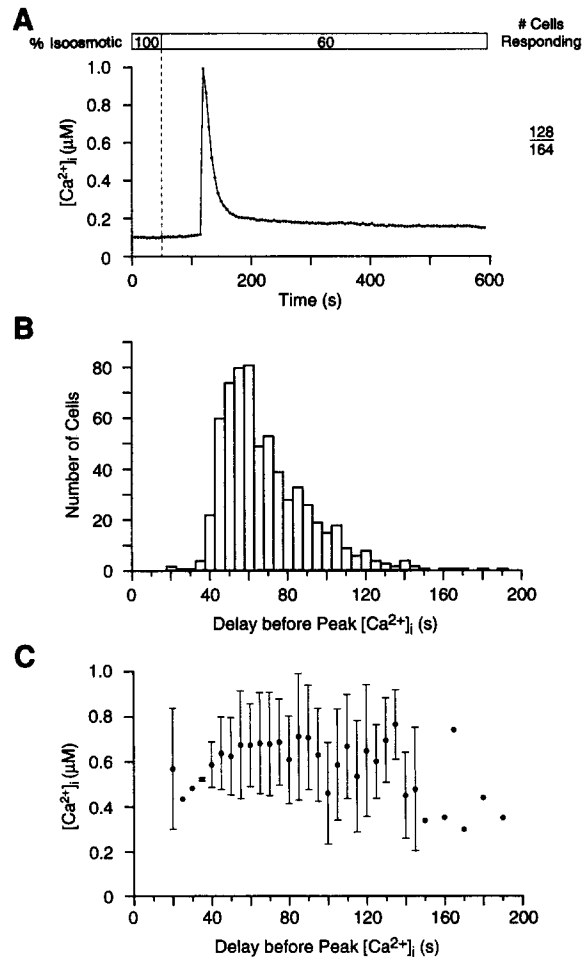 A
# Cells
Responding
% Isoosmotic 100 60
128
164
[Ca²⁺]ᵢ (μM)
1.0
0.8
0.6
0.4
0.2
0
0 200 400 600
Time (s)
B
Number of Cells
80
60
40
20
0
0 40 80 120 160 200
Delay before Peak [Ca²⁺]ᵢ (s)
C
[Ca²⁺]ᵢ (μM)
1.0
0.8
0.6
0.4
0.2
0
0 40 80 120 160 200
Delay before Peak [Ca²⁺]ᵢ (s)